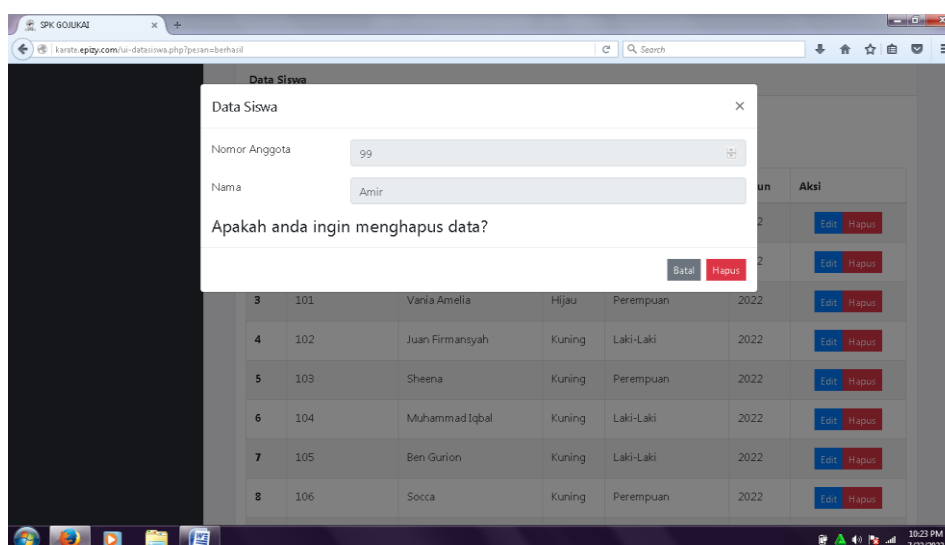 SPK GOJUKAI
karate.epizy.com/ui-datasiswa.php?pesan=berhasil
Search
Data Siswa
Data Siswa ×
Nomor Anggota 99
Nama Amir
Apakah anda ingin menghapus data?
Batal Hapus
un Aksi
2 Edit Hapus
2 Edit Hapus
3 101 Vania Amelia Hijau Perempuan 2022 Edit Hapus
4 102 Juan Firmansyah Kuning Laki-Laki 2022 Edit Hapus
5 103 Sheena Kuning Perempuan 2022 Edit Hapus
6 104 Muhammad Iqbal Kuning Laki-Laki 2022 Edit Hapus
7 105 Ben Gurion Kuning Laki-Laki 2022 Edit Hapus
8 106 Socca Kuning Perempuan 2022 Edit Hapus
10:23 PM